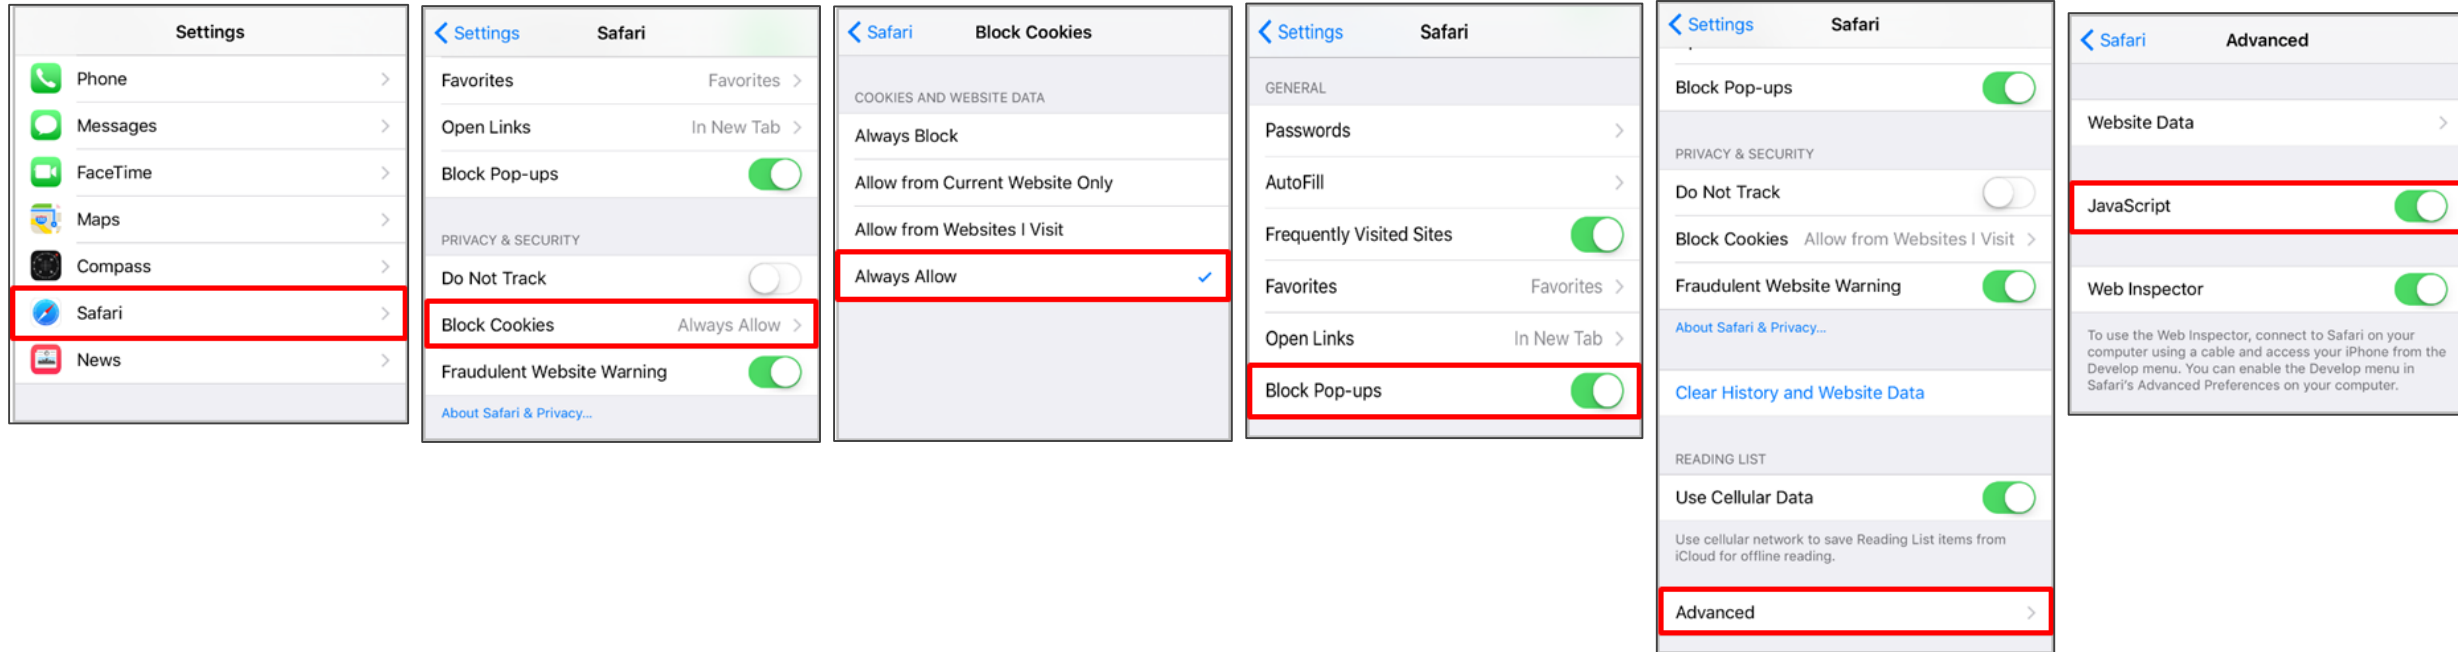 Settings
Phone
Messages
FaceTime
Maps
Compass
Safari
News
Settings Safari
Favorites Favorites
Open Links In New Tab
Block Pop-ups
PRIVACY & SECURITY
Do Not Track
Block Cookies Always Allow
Fraudulent Website Warning
About Safari & Privacy...
Safari Block Cookies
COOKIES AND WEBSITE DATA
Always Block
Allow from Current Website Only
Allow from Websites I Visit
Always Allow
Settings Safari
GENERAL
Passwords
AutoFill
Frequently Visited Sites
Favorites Favorites
Open Links In New Tab
Block Pop-ups
Settings Safari
Block Pop-ups
PRIVACY & SECURITY
Do Not Track
Block Cookies Allow from Websites I Visit
Fraudulent Website Warning
About Safari & Privacy...
Clear History and Website Data
READING LIST
Use Cellular Data
Use cellular network to save Reading List items from
iCloud for offline reading.
Advanced
Safari Advanced
Website Data
JavaScript
Web Inspector
To use the Web Inspector, connect to Safari on your
computer using a cable and access your iPhone from the
Develop menu. You can enable the Develop menu in
Safari's Advanced Preferences on your computer.